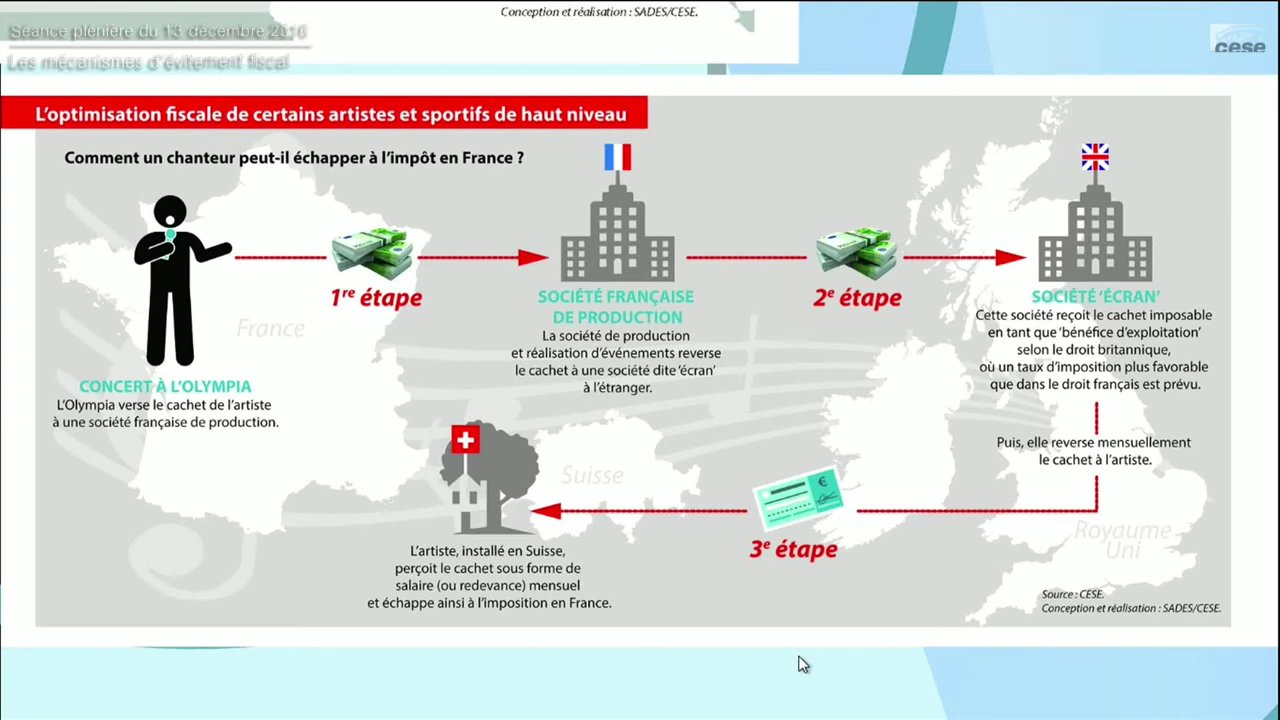 Conception et réalisation : SADES/CESE.
Séance plénière du 13 décembre 2016
Les mécanismes d'évitement fiscal
cese
L'optimisation fiscale de certains artistes et sportifs de haut niveau
Comment un chanteur peut-il échapper à l'impôt en France ?
1re étape
2e étape
France
CONCERT À L'OLYMPIA
L'Olympia verse le cachet de l'artiste
à une société française de production.
SOCIÉTÉ FRANÇAISE
DE PRODUCTION
La société de production
et réalisation d'événements reverse
le cachet à une société dite 'écran'
à l'étranger.
SOCIÉTÉ 'ÉCRAN'
Cette société reçoit le cachet imposable
en tant que 'bénéfice d'exploitation'
selon le droit britannique,
où un taux d'imposition plus favorable
que dans le droit français est prévu.
Puis, elle reverse mensuellement
le cachet à l'artiste.
Suisse
€
3e étape
Royaume
Uni
L'artiste, installé en Suisse,
perçoit le cachet sous forme de
salaire (ou redevance) mensuel
et échappe ainsi à l'imposition en France.
Source : CESE.
Conception et réalisation : SADES/CESE.